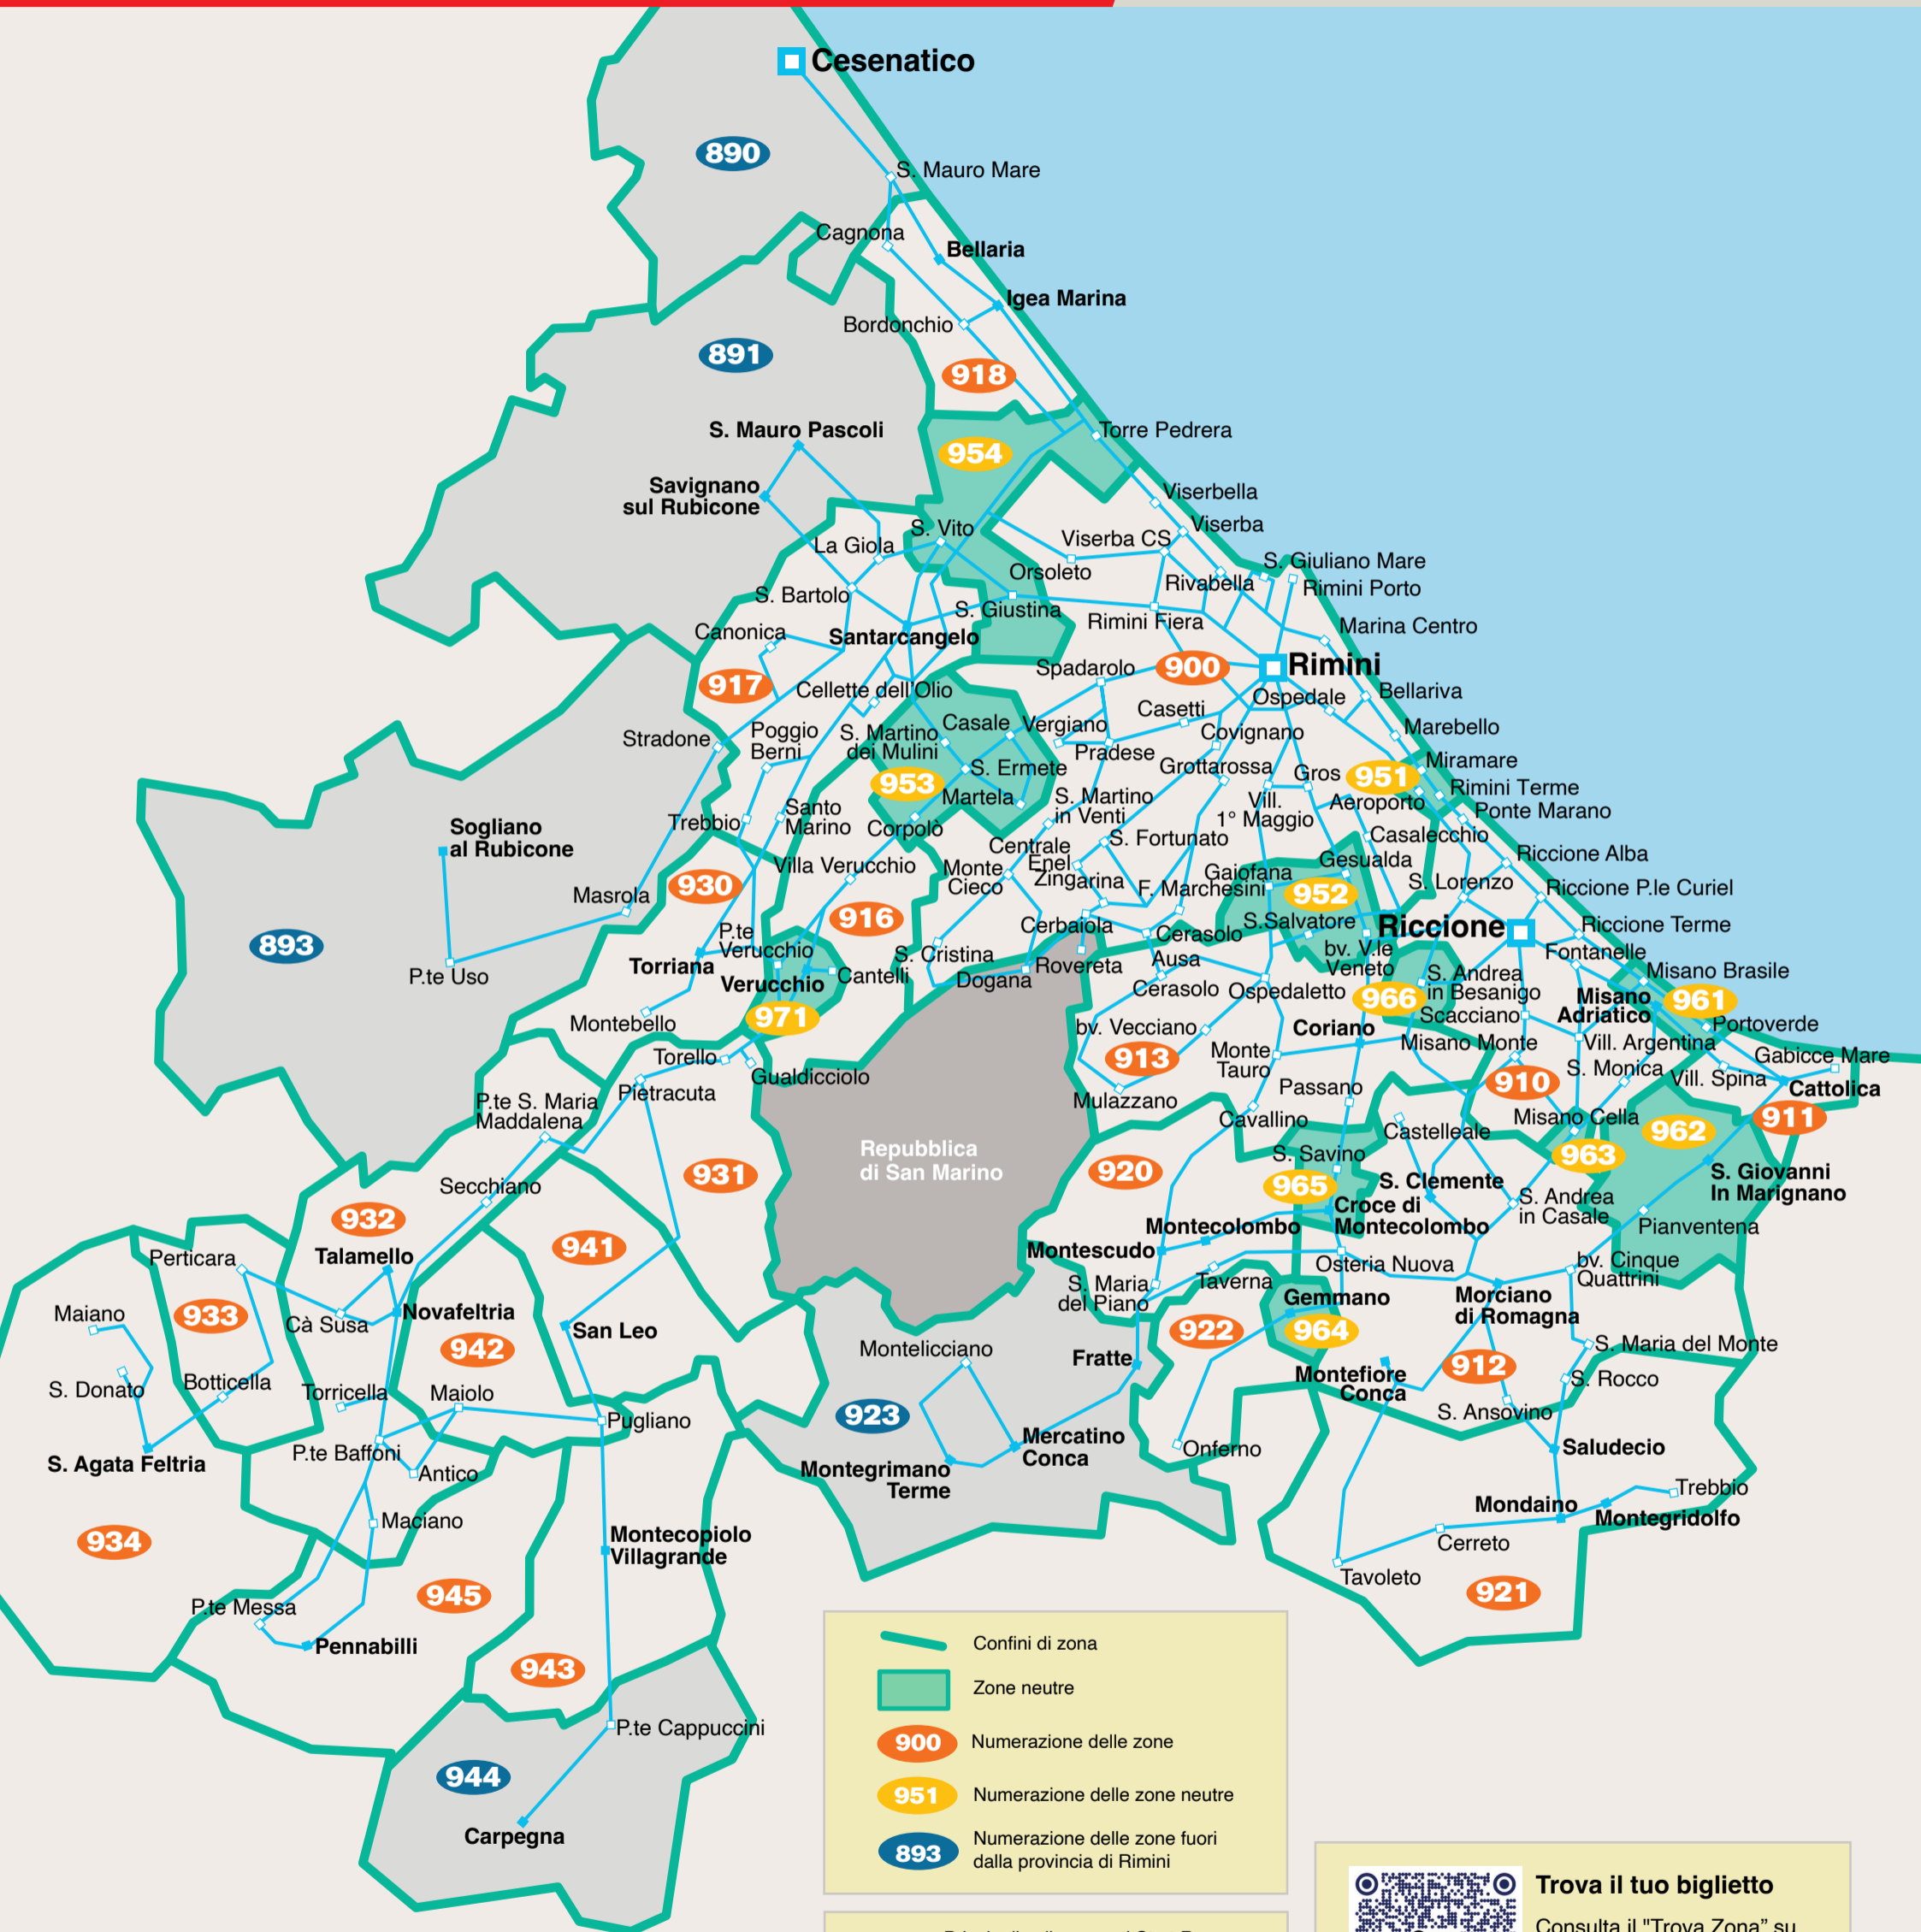 Cesenatico
890
S. Mauro Mare
Cagnona
Bellaria
Igea Marina
Bordonchio
891
918
S. Mauro Pascoli
Torre Pedrera
954
Savignano
sul Rubicone
Viserbella
Viserba
S. Vito
Viserba CS
La Giola
S. Giuliano Mare
Orsoleto
Rivabella
Rimini Porto
S. Bartolo
S. Giustina
Rimini Fiera
Marina Centro
Canonica
Santarcangelo
Spadarolo
900
Rimini
917
Cellette dell'Olio
Ospedale
Bellariva
Casetti
Casale
Vergiano
Marebello
Stradone
Poggio
Berni
S. Martino
dei Mulini
Covignano
Pradese
Miramare
S. Ermete
Grottarossa
Gros
951
953
Rimini Terme
Martela
S. Martino
in Venti
Vill.
1° Maggio
Aeroporto
Ponte Marano
Santo
Marino
Trebbio
Corpolò
Sogliano
al Rubicone
S. Fortunato
Casalecchio
Centrale
Enel
Gesualda
Riccione Alba
Villa Verucchio
Monte
Cieco
Zingarina
Gaiofana
F. Marchesini
S. Lorenzo
Riccione P.le Curiel
930
952
Masrola
916
Cerbaiola
S.Salvatore
Riccione
Riccione Terme
893
P.te
Verucchio
Cerasolo
bv. V.le
Veneto
Fontanelle
S. Cristina
Rovereta
Ausa
Torriana
Cantelli
Misano Brasile
P.te Uso
Verucchio
Dogana
Cerasolo
Ospedaletto
S. Andrea
in Besanigo
966
Misano
Adriatico
961
971
Scacciano
Montebello
bv. Vecciano
Coriano
Portoverde
Misano Monte
Vill. Argentina
Torello
913
Monte
Tauro
Gabicce Mare
Gualdicciolo
S. Monica
Vill. Spina
Pietracuta
Passano
910
Cattolica
P.te S. Maria
Maddalena
Mulazzano
Cavallino
Misano Cella
911
Castelleale
962
Repubblica
di San Marino
S. Savino
963
931
920
965
S. Clemente
S. Giovanni
In Marignano
Secchiano
Croce di
Montecolombo
S. Andrea
in Casale
932
Montecolombo
Pianventena
Talamello
941
Montescudo
Perticara
Osteria Nuova
bv. Cinque
Quattrini
S. Maria
del Piano
Taverna
Maiano
933
Novafeltria
Gemmano
Morciano
di Romagna
Cà Susa
San Leo
922
964
942
Montelicciano
Fratte
S. Maria del Monte
912
Montefiore
Conca
S. Donato
Botticella
Torricella
Maiolo
S. Rocco
923
Pugliano
S. Ansovino
P.te Baffoni
Mercatino
Conca
Onferno
Saludecio
S. Agata Feltria
Antico
Montegrimano
Terme
Trebbio
Maciano
Mondaino
Montegridolfo
934
Montecopiolo
Villagrande
Cerreto
Tavoleto
945
921
P.te Messa
Pennabilli
Confini di zona
943
Zone neutre
P.te Cappuccini
900 Numerazione delle zone
944
951 Numerazione delle zone neutre
Carpegna
893 Numerazione delle zone fuori
dalla provincia di Rimini
Trova il tuo biglietto
Consulta il "Trova Zona” su